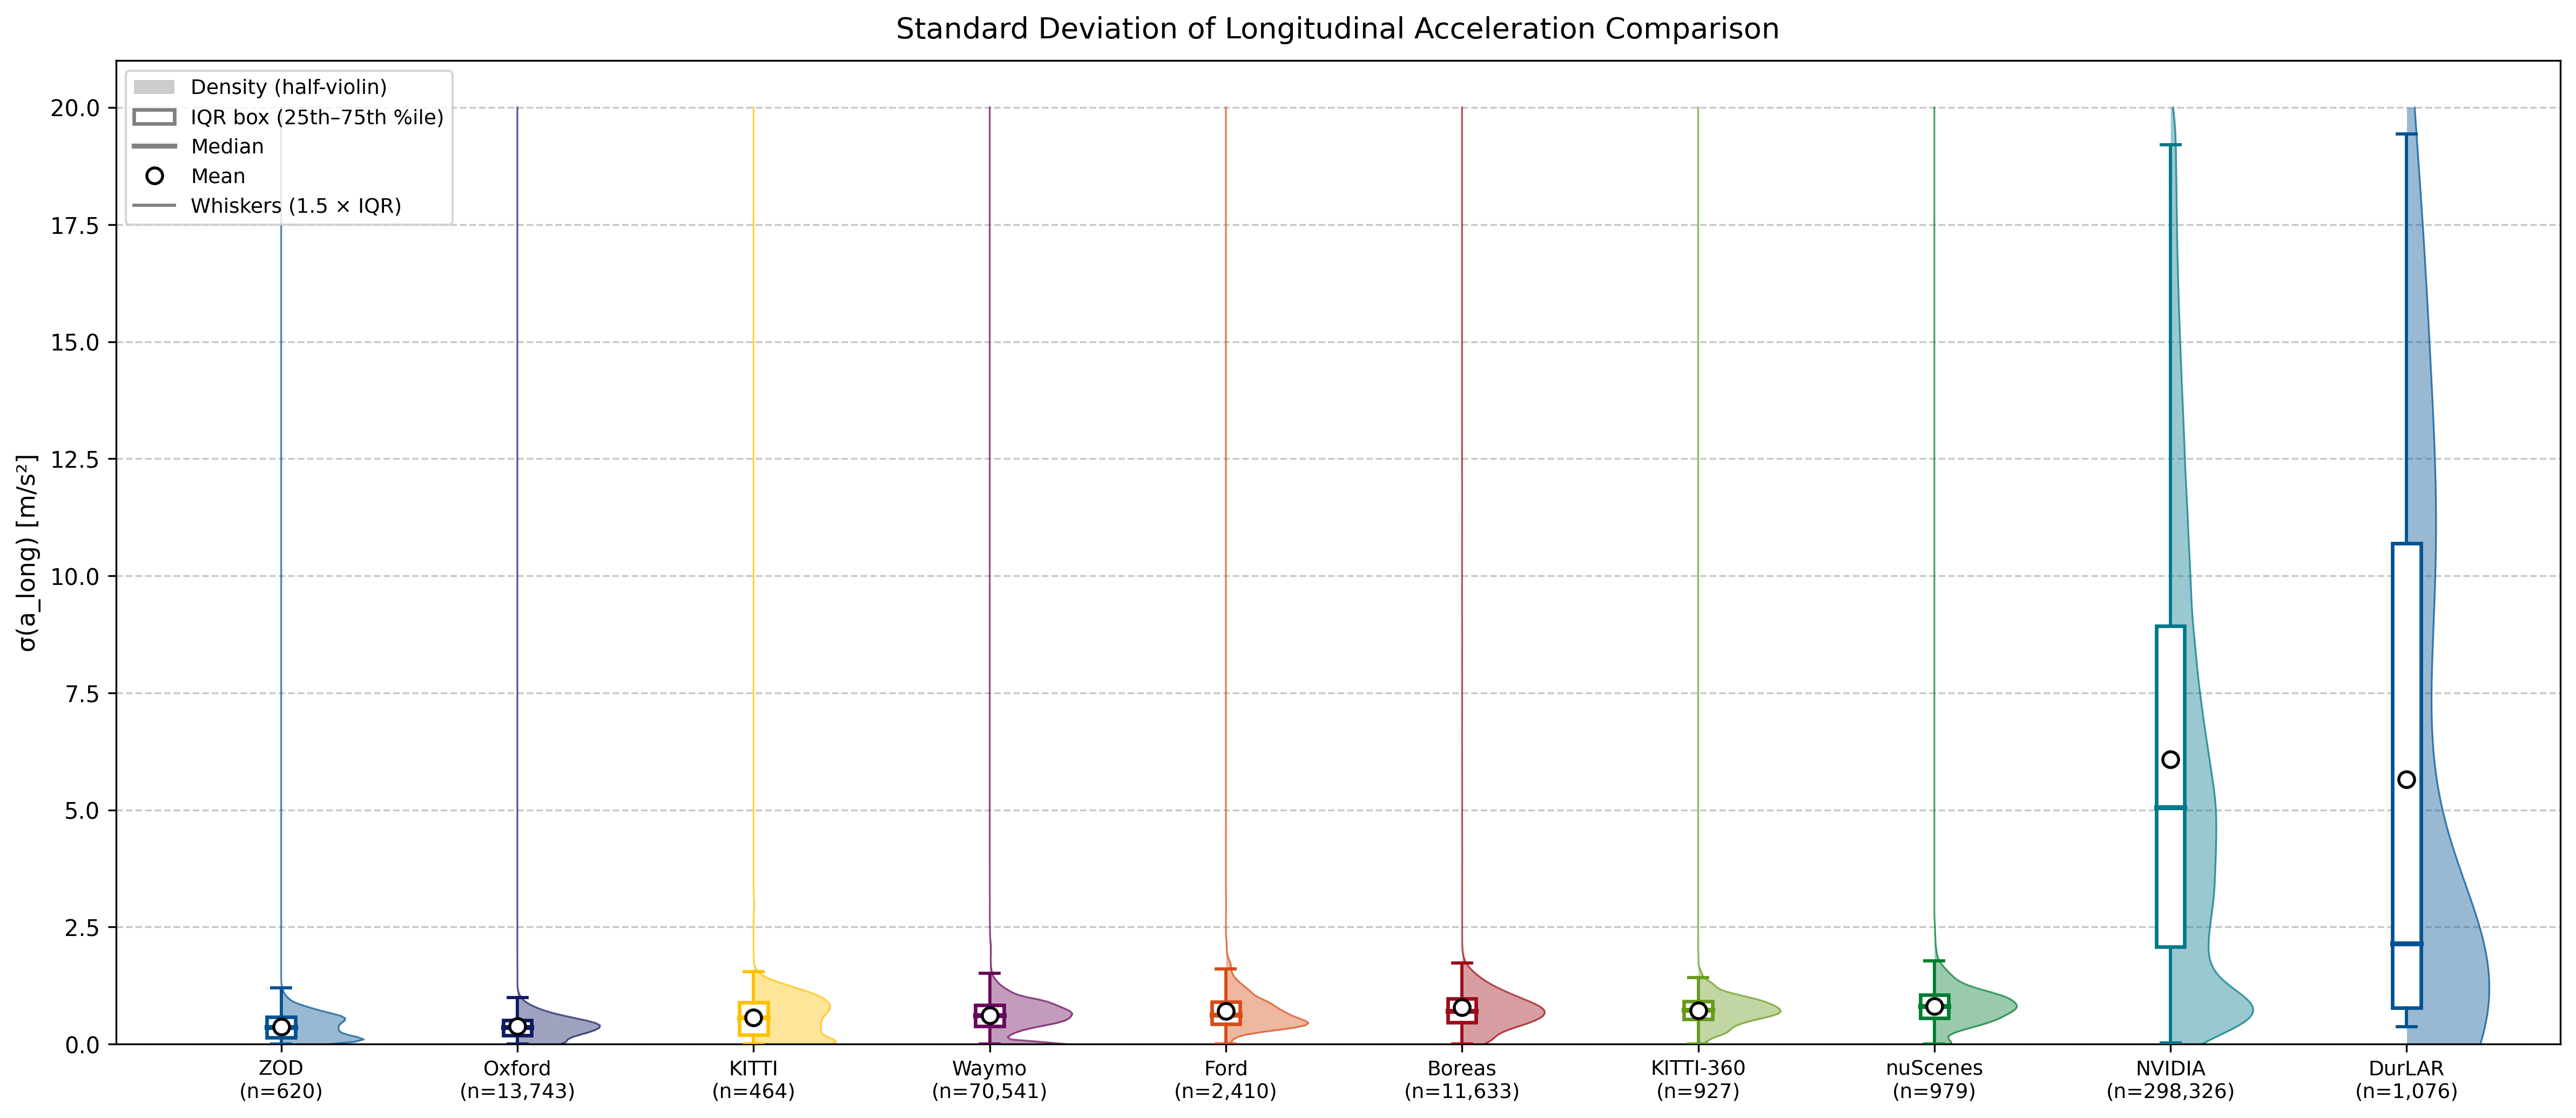 Standard Deviation of Longitudinal Acceleration Comparison
Density (half-violin)
IQR box (25th–75th %ile)
Median
Mean
Whiskers (1.5 × IQR)
σ(a_long) [m/s²]
20.0
17.5
15.0
12.5
10.0
7.5
5.0
2.5
0.0
ZOD
(n=620)
Oxford
(n=13,743)
KITTI
(n=464)
Waymo
(n=70,541)
Ford
(n=2,410)
Boreas
(n=11,633)
KITTI-360
(n=927)
nuScenes
(n=979)
NVIDIA
(n=298,326)
DurLAR
(n=1,076)